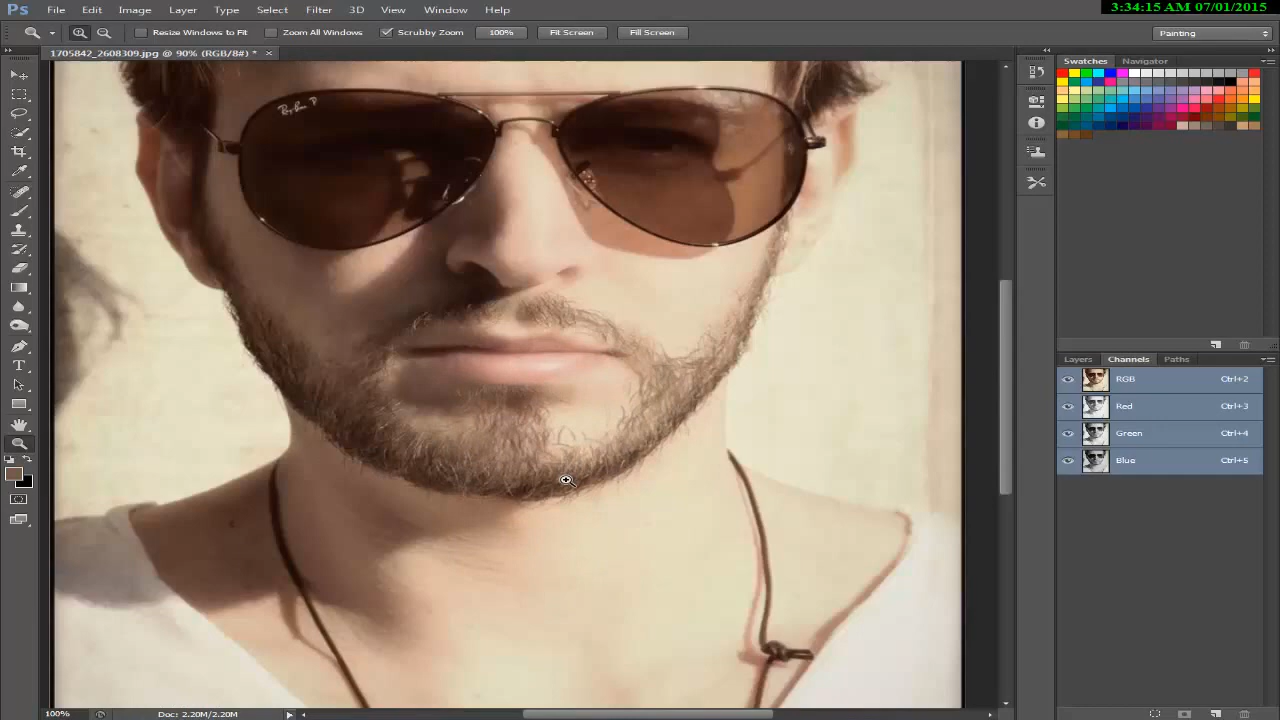 Ps File Edit Image Layer Type Select Filter 3D View Window Help
3:34:15 AM 07/01/2015
Resize Windows to Fit Zoom All Windows Scrubby Zoom 100% Fit Screen Fill Screen Painting
1705842_2608309.jpg @ 90% (RGB/8#) * ×
Swatches Navigator
Ray-Ban P
Layers Channels Paths
RGB Ctrl+2
Red Ctrl+3
Green Ctrl+4
Blue Ctrl+5
100% Doc: 2.20M/2.20M